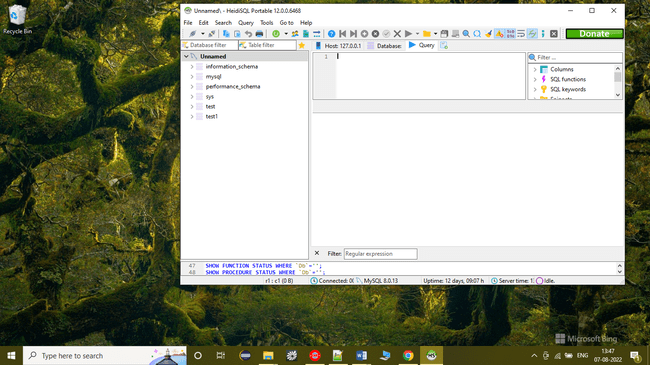 Recycle Bin
Unnamed\ - HeidiSQL Portable 12.0.0.6468
File Edit Search Query Tools Go to Help
Donate
Database filter Table filter
Host: 127.0.0.1 Database: Query
Unnamed
information_schema
mysql
performance_schema
sys
test
test1
1
Filter ...
Columns
SQL functions
SQL keywords
Snippets
Filter: Regular expression
47 SHOW FUNCTION STATUS WHERE `Db`='';
48 SHOW PROCEDURE STATUS WHERE `Db`='';
r1 : c1 (0 B) Connected: 00 MySQL 8.0.13 Uptime: 12 days, 09:07 h Server time: 1 Idle.
Microsoft Bing
Type here to search
ENG
13:47
07-08-2022